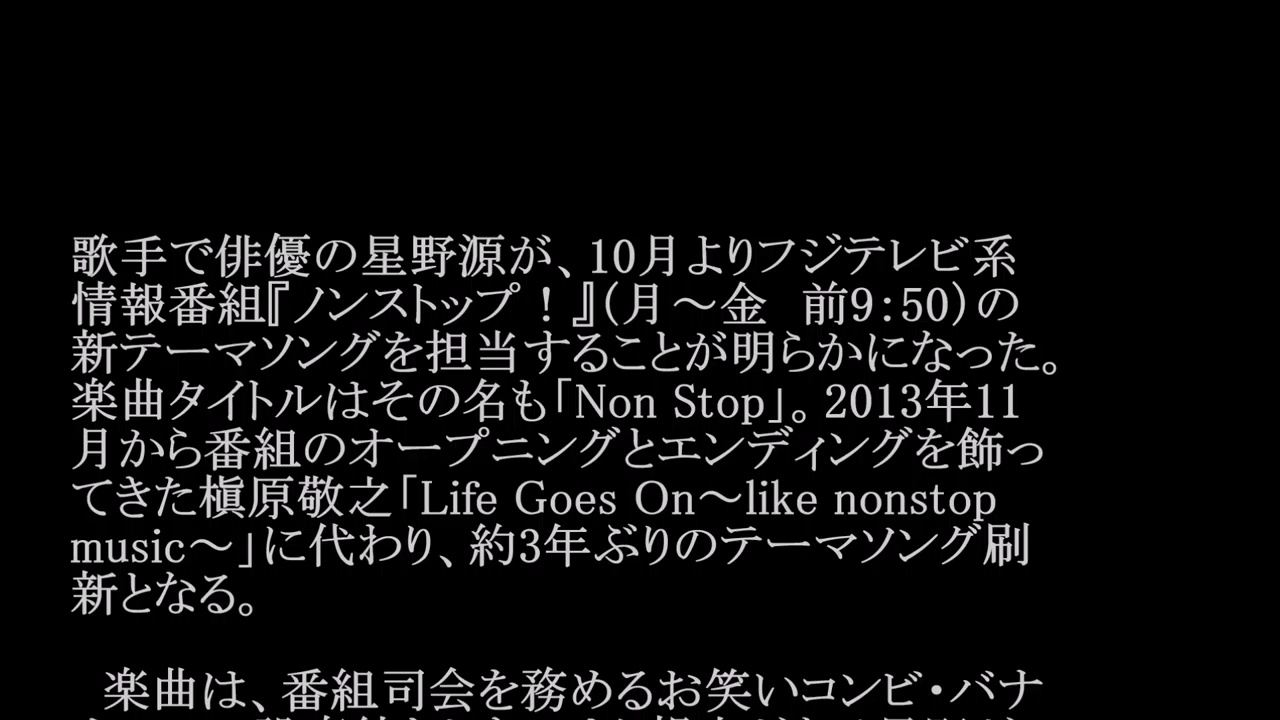 歌手で俳優の星野源が、10月よりフジテレビ系
情報番組『ノンストップ！』（月～金　前9：50）の
新テーマソングを担当することが明らかになった。
楽曲タイトルはその名も「Non Stop」。2013年11
月から番組のオープニングとエンディングを飾っ
てきた槇原敬之「Life Goes On～like nonstop
music～」に代わり、約3年ぶりのテーマソング刷
新となる。
　楽曲は、番組司会を務めるお笑いコンビ・バナ